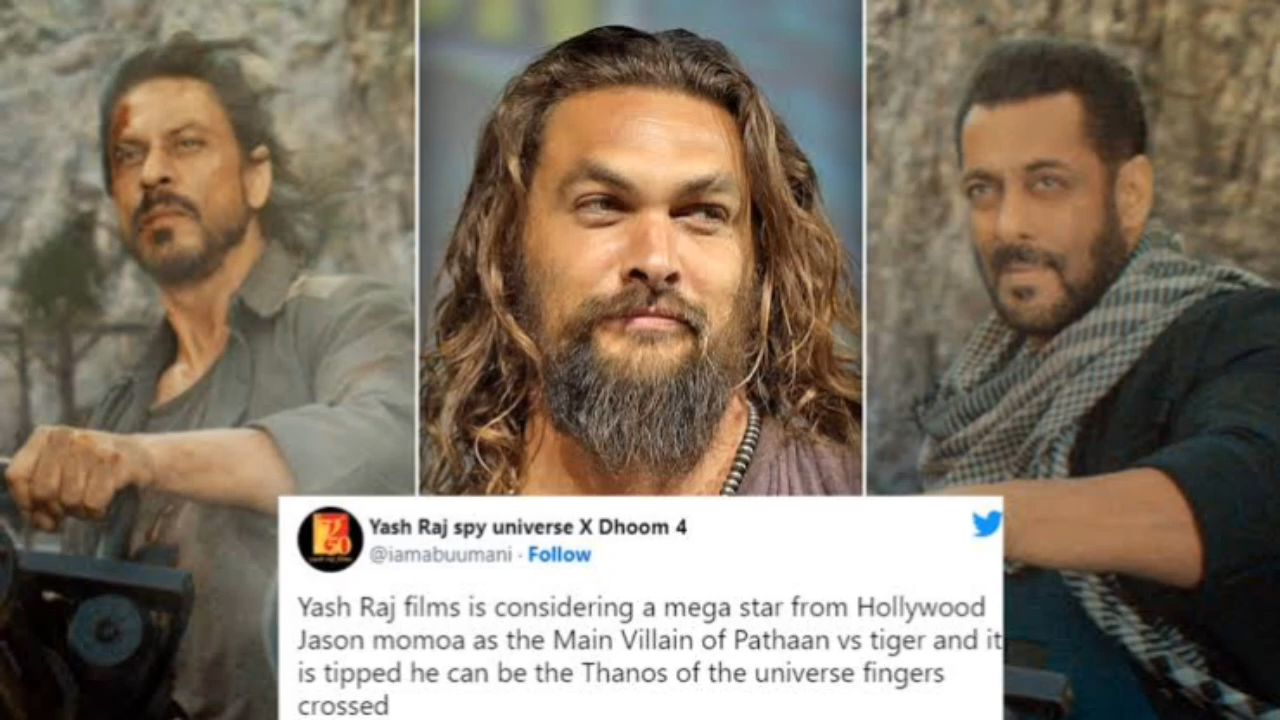 Yash Raj spy universe X Dhoom 4
@iamabuumani · Follow
Yash Raj films is considering a mega star from Hollywood
Jason momoa as the Main Villain of Pathaan vs tiger and it
is tipped he can be the Thanos of the universe fingers
crossed